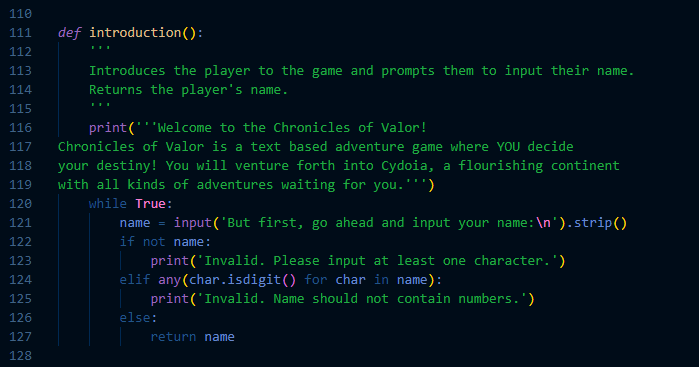 110
111 def introduction():
112     '''
113     Introduces the player to the game and prompts them to input their name.
114     Returns the player's name.
115     '''
116     print('''Welcome to the Chronicles of Valor!
117 Chronicles of Valor is a text based adventure game where YOU decide
118 your destiny! You will venture forth into Cydoia, a flourishing continent
119 with all kinds of adventures waiting for you.''')
120     while True:
121         name = input('But first, go ahead and input your name:\n').strip()
122         if not name:
123             print('Invalid. Please input at least one character.')
124         elif any(char.isdigit() for char in name):
125             print('Invalid. Name should not contain numbers.')
126         else:
127             return name
128